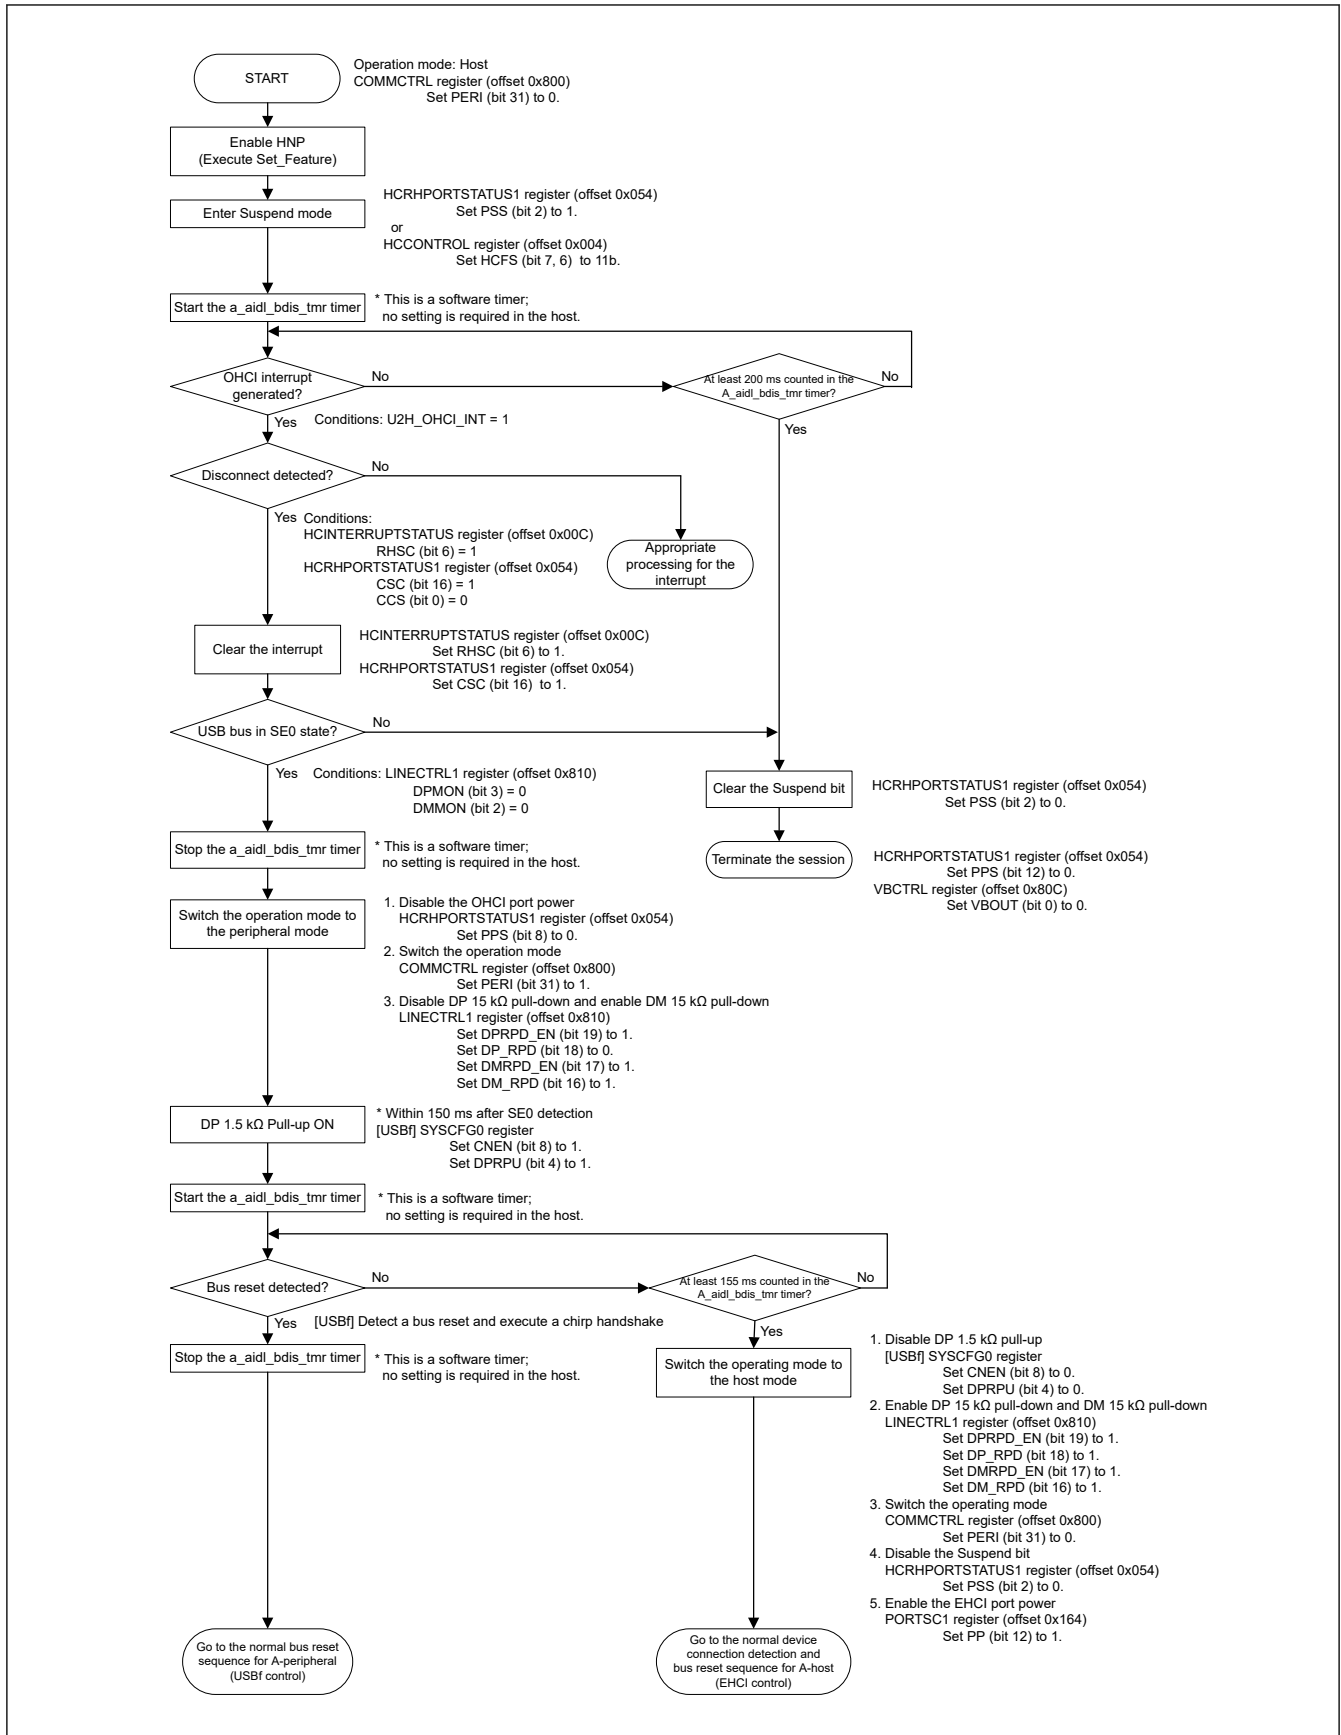 START
Operation mode: Host
COMMCTRL register (offset 0x800)
Set PERI (bit 31) to 0.
Enable HNP
(Execute Set_Feature)
Enter Suspend mode
HCRHPORTSTATUS1 register (offset 0x054)
Set PSS (bit 2) to 1.
or
HCCONTROL register (offset 0x004)
Set HCFS (bit 7, 6) to 11b.
Start the a_aidl_bdis_tmr timer
* This is a software timer;
no setting is required in the host.
OHCI interrupt
generated?
No
At least 200 ms counted in the
A_aidl_bdis_tmr timer?
No
Yes
Conditions: U2H_OHCI_INT = 1
Yes
Disconnect detected?
No
Yes
Conditions:
HCINTERRUPTSTATUS register (offset 0x00C)
RHSC (bit 6) = 1
HCRHPORTSTATUS1 register (offset 0x054)
CSC (bit 16) = 1
CCS (bit 0) = 0
Appropriate
processing for the
interrupt
Clear the interrupt
HCINTERRUPTSTATUS register (offset 0x00C)
Set RHSC (bit 6) to 1.
HCRHPORTSTATUS1 register (offset 0x054)
Set CSC (bit 16) to 1.
USB bus in SE0 state?
No
Yes
Conditions: LINECTRL1 register (offset 0x810)
DPMON (bit 3) = 0
DMMON (bit 2) = 0
Clear the Suspend bit
HCRHPORTSTATUS1 register (offset 0x054)
Set PSS (bit 2) to 0.
Stop the a_aidl_bdis_tmr timer
* This is a software timer;
no setting is required in the host.
Terminate the session
HCRHPORTSTATUS1 register (offset 0x054)
Set PPS (bit 12) to 0.
VBCTRL register (offset 0x80C)
Set VBOUT (bit 0) to 0.
Switch the operation mode to
the peripheral mode
1. Disable the OHCI port power
HCRHPORTSTATUS1 register (offset 0x054)
Set PPS (bit 8) to 0.
2. Switch the operation mode
COMMCTRL register (offset 0x800)
Set PERI (bit 31) to 1.
3. Disable DP 15 kΩ pull-down and enable DM 15 kΩ pull-down
LINECTRL1 register (offset 0x810)
Set DPRPD_EN (bit 19) to 1.
Set DP_RPD (bit 18) to 0.
Set DMRPD_EN (bit 17) to 1.
Set DM_RPD (bit 16) to 1.
DP 1.5 kΩ Pull-up ON
* Within 150 ms after SE0 detection
[USBf] SYSCFG0 register
Set CNEN (bit 8) to 1.
Set DPRPU (bit 4) to 1.
Start the a_aidl_bdis_tmr timer
* This is a software timer;
no setting is required in the host.
Bus reset detected?
No
At least 155 ms counted in the
A_aidl_bdis_tmr timer?
No
Yes
[USBf] Detect a bus reset and execute a chirp handshake
Yes
Stop the a_aidl_bdis_tmr timer
* This is a software timer;
no setting is required in the host.
Switch the operating mode to
the host mode
1. Disable DP 1.5 kΩ pull-up
[USBf] SYSCFG0 register
Set CNEN (bit 8) to 0.
Set DPRPU (bit 4) to 0.
2. Enable DP 15 kΩ pull-down and DM 15 kΩ pull-down
LINECTRL1 register (offset 0x810)
Set DPRPD_EN (bit 19) to 1.
Set DP_RPD (bit 18) to 1.
Set DMRPD_EN (bit 17) to 1.
Set DM_RPD (bit 16) to 1.
3. Switch the operating mode
COMMCTRL register (offset 0x800)
Set PERI (bit 31) to 0.
4. Disable the Suspend bit
HCRHPORTSTATUS1 register (offset 0x054)
Set PSS (bit 2) to 0.
5. Enable the EHCI port power
PORTSC1 register (offset 0x164)
Set PP (bit 12) to 1.
Go to the normal bus reset
sequence for A-peripheral
(USBf control)
Go to the normal device
connection detection and
bus reset sequence for A-host
(EHCI control)